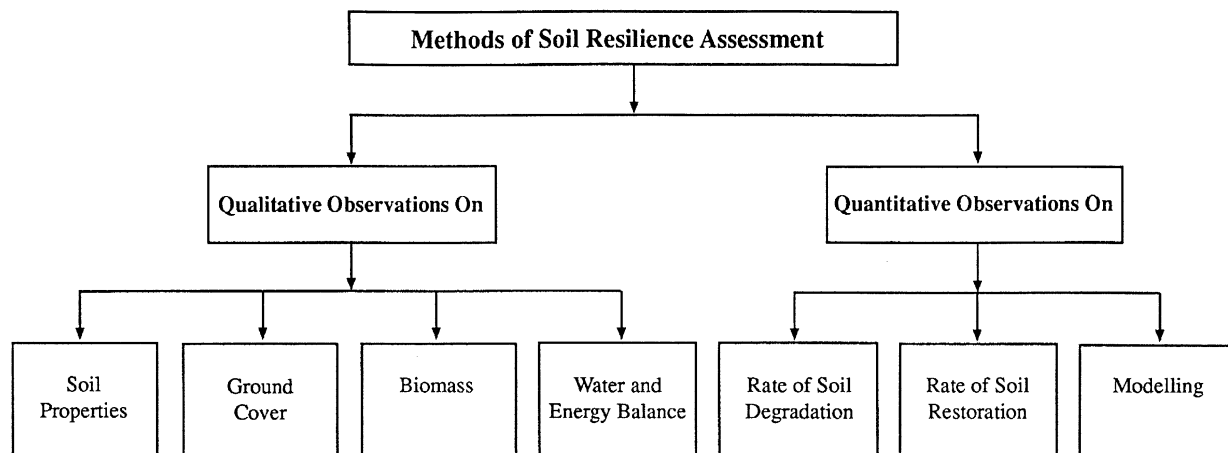 Methods of Soil Resilience Assessment
Qualitative Observations On
Quantitative Observations On
Soil
Properties
Ground
Cover
Biomass
Water and
Energy Balance
Rate of Soil
Degradation
Rate of Soil
Restoration
Modelling